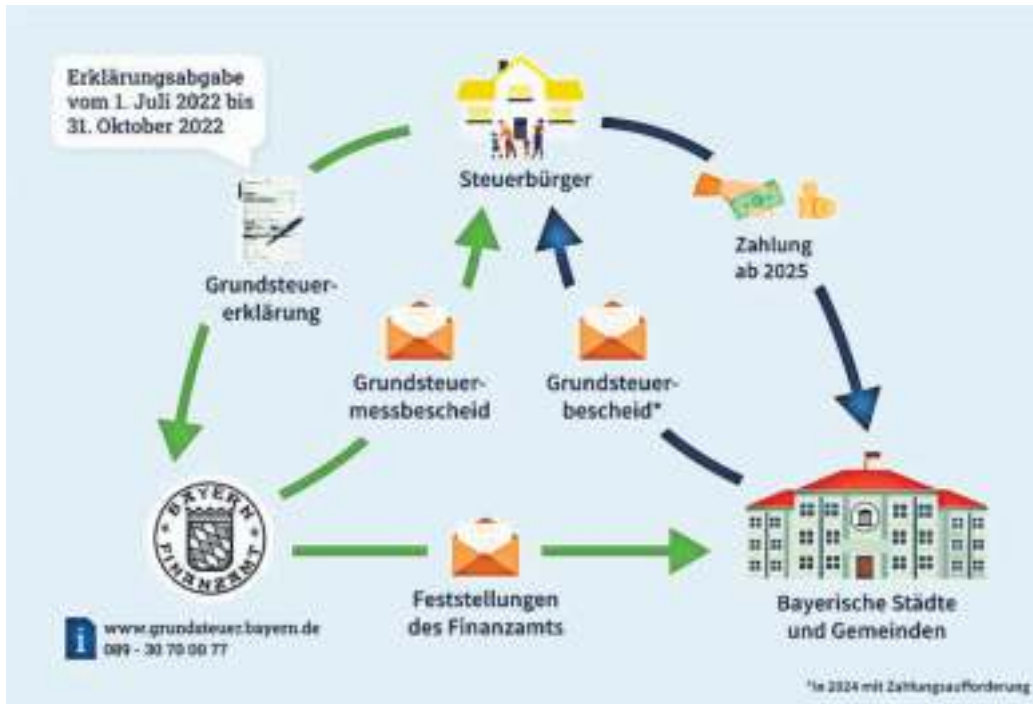 Erklärungsabgabe
vom 1. Juli 2022 bis
31. Oktober 2022
Steuerbürger
Grundsteuer-
erklärung
Zahlung
ab 2025
Grundsteuer-
messbescheid
Grundsteuer-
bescheid*
BAYERN
FINANZAMT
Feststellungen
des Finanzamts
Bayerische Städte
und Gemeinden
www.grundsteuer.bayern.de
089 - 30 70 00 77
*In 2024 mit Zahlungsaufforderung